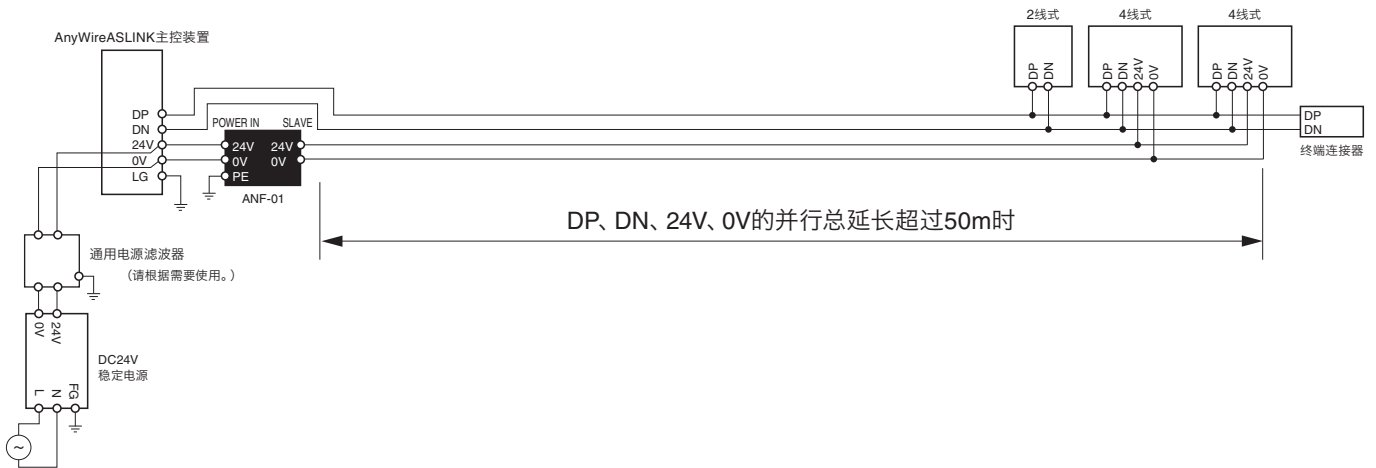 2线式
4线式
4线式
AnyWireASLINK主控装置
DP
DN
DP
DN
24V
0V
DP
DN
24V
0V
DP
DN
24V
0V
LG
POWER IN
SLAVE
24V
24V
0V
0V
PE
ANF-01
DP
DN
终端连接器
DP、DN、24V、0V的并行总延长超过50m时
通用电源滤波器
（请根据需要使用。）
0V
24V
DC24V
稳定电源
L
N
FG
~